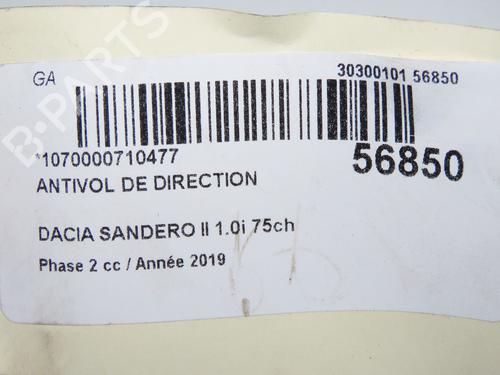 GA
30300101 56850
*1070000710477
56850
ANTIVOL DE DIRECTION
DACIA SANDERO II 1.0i 75ch
Phase 2 cc / Année 2019
B-PARTS